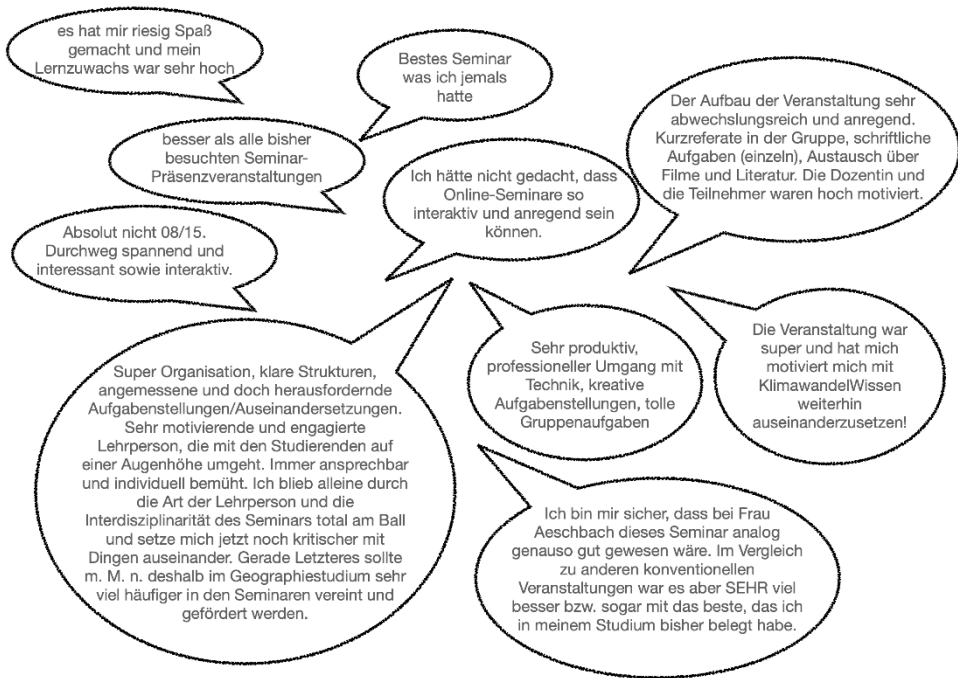 es hat mir riesig Spaß
gemacht und mein
Lernzuwachs war sehr hoch
Bestes Seminar
was ich jemals
hatte
besser als alle bisher
besuchten Seminar-
Präsenzveranstaltungen
Der Aufbau der Veranstaltung sehr
abwechslungsreich und anregend.
Kurzreferate in der Gruppe, schriftliche
Aufgaben (einzeln), Austausch über
Filme und Literatur. Die Dozentin und
die Teilnehmer waren hoch motiviert.
Ich hätte nicht gedacht, dass
Online-Seminare so
interaktiv und anregend sein
können.
Absolut nicht 08/15.
Durchweg spannend und
interessant sowie interaktiv.
Super Organisation, klare Strukturen,
angemessene und doch herausfordernde
Aufgabenstellungen/Auseinandersetzungen.
Sehr motivierende und engagierte
Lehrperson, die mit den Studierenden auf
einer Augenhöhe umgeht. Immer ansprechbar
und individuell bemüht. Ich blieb alleine durch
die Art der Lehrperson und die
Interdisziplinarität des Seminars total am Ball
und setze mich jetzt noch kritischer mit
Dingen auseinander. Gerade Letzteres sollte
m. M. n. deshalb im Geographiestudium sehr
viel häufiger in den Seminaren vereint und
gefördert werden.
Sehr produktiv,
professioneller Umgang mit
Technik, kreative
Aufgabenstellungen, tolle
Gruppenaufgaben
Die Veranstaltung war
super und hat mich
motiviert mich mit
KlimawandelWissen
weiterhin
auseinanderzusetzen!
Ich bin mir sicher, dass bei Frau
Aeschbach dieses Seminar analog
genauso gut gewesen wäre. Im Vergleich
zu anderen konventionellen
Veranstaltungen war es aber SEHR viel
besser bzw. sogar mit das beste, das ich
in meinem Studium bisher belegt habe.